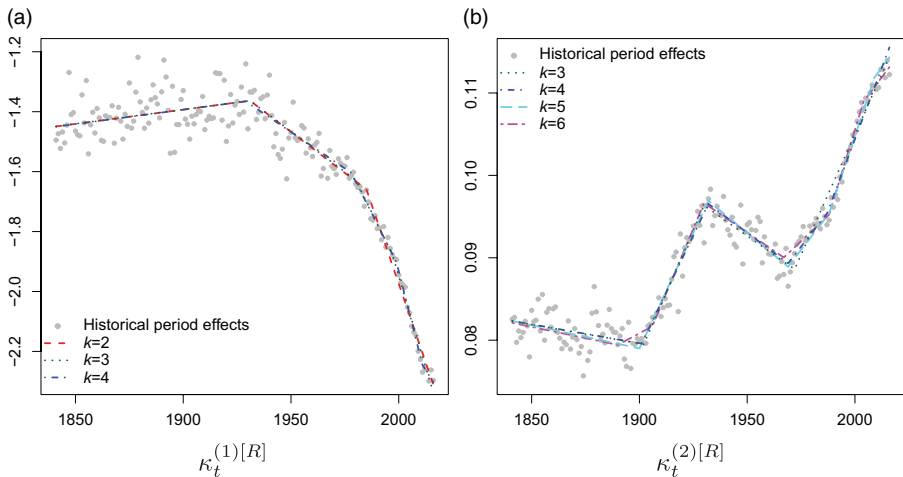 (a)
−1.2
−1.4
−1.6
−1.8
−2.0
−2.2
Historical period effects
k=2
k=3
k=4
1850 1900 1950 2000
κ_t^{(1)[R]}
(b)
0.11
0.10
0.09
0.08
Historical period effects
k=3
k=4
k=5
k=6
1850 1900 1950 2000
κ_t^{(2)[R]}